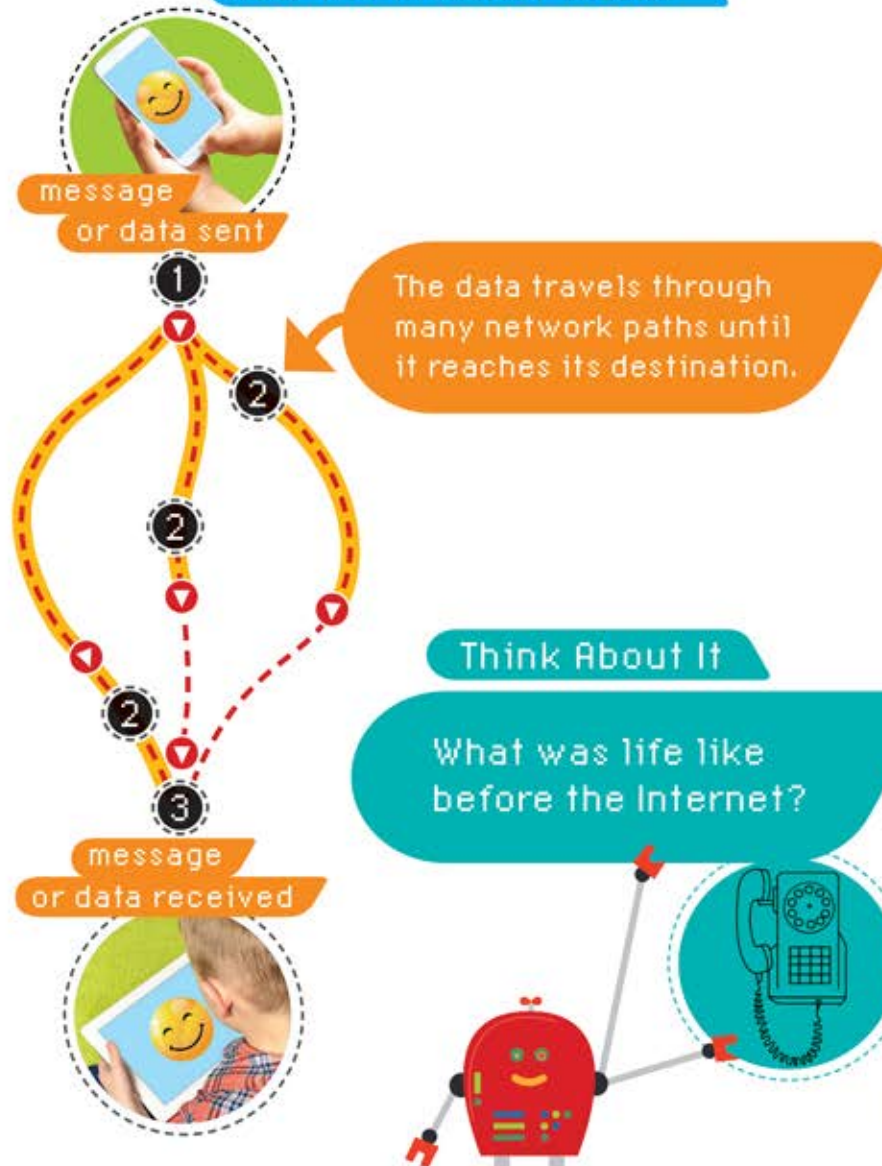 message
or data sent
1
The data travels through
many network paths until
it reaches its destination.
2
2
2
3
message
or data received
Think About It
What was life like
before the Internet?